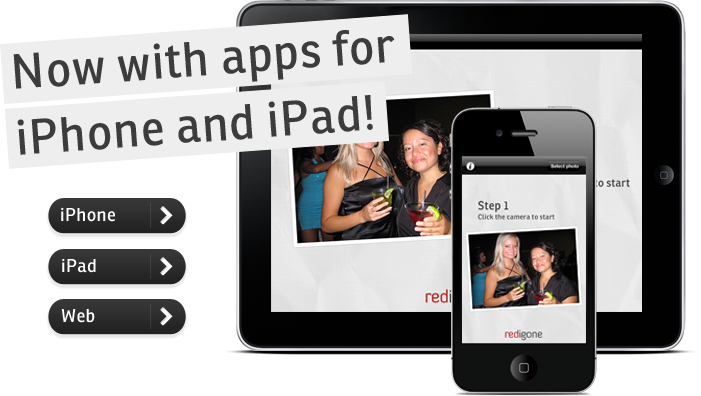 Now with apps for
iPhone and iPad!
iPhone
iPad
Web
to start
redi
Select photo
Step 1
Click the camera to start
redigone